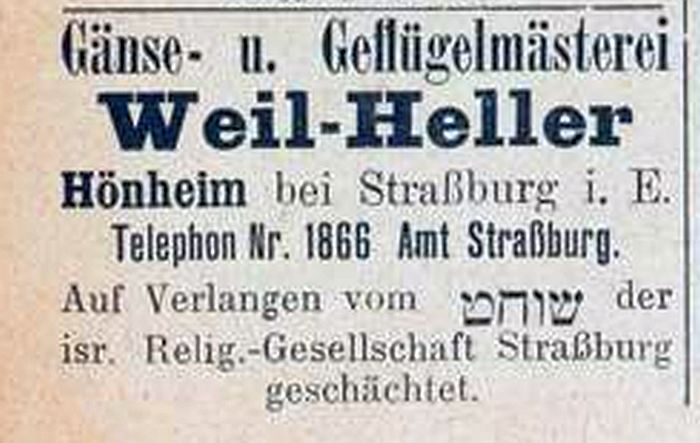 Gänse- u. Geflügelmästerei
Weil-Heller
Hönheim bei Straßburg i. E.
Telephon Nr. 1866 Amt Straßburg.
Auf Verlangen vom שוחט der
isr. Relig.-Gesellschaft Straßburg
geschächtet.